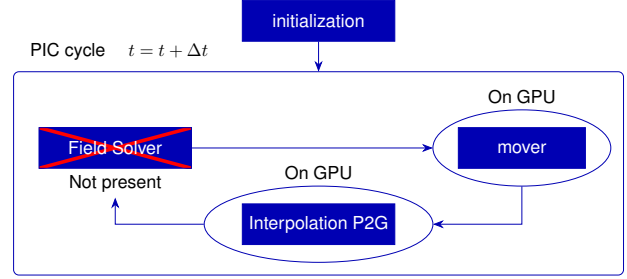 initialization
PIC cycle t = t + Δt
On GPU
Field Solver
mover
Not present
On GPU
Interpolation P2G